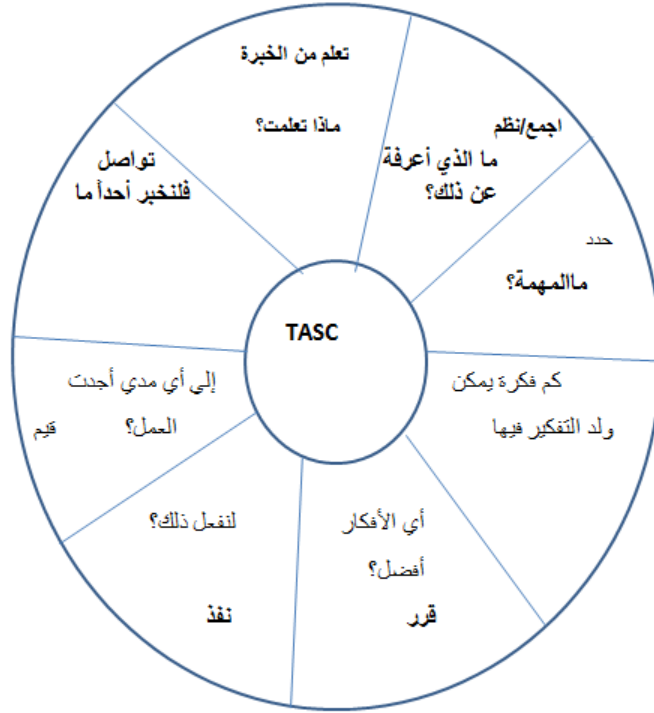 تعلم من الخبرة
ماذا تعلمت؟
اجمع/نظم
ما الذي أعرفة
عن ذلك؟
حدد
ماالمهمة؟
كم فكرة يمكن
ولد التفكير فيها
أي الأفكار
أفضل؟
قرر
لنفعل ذلك؟
نفذ
إلي أي مدي أجدت
العمل؟ قيم
تواصل
فلنخبر أحداً ما
TASC